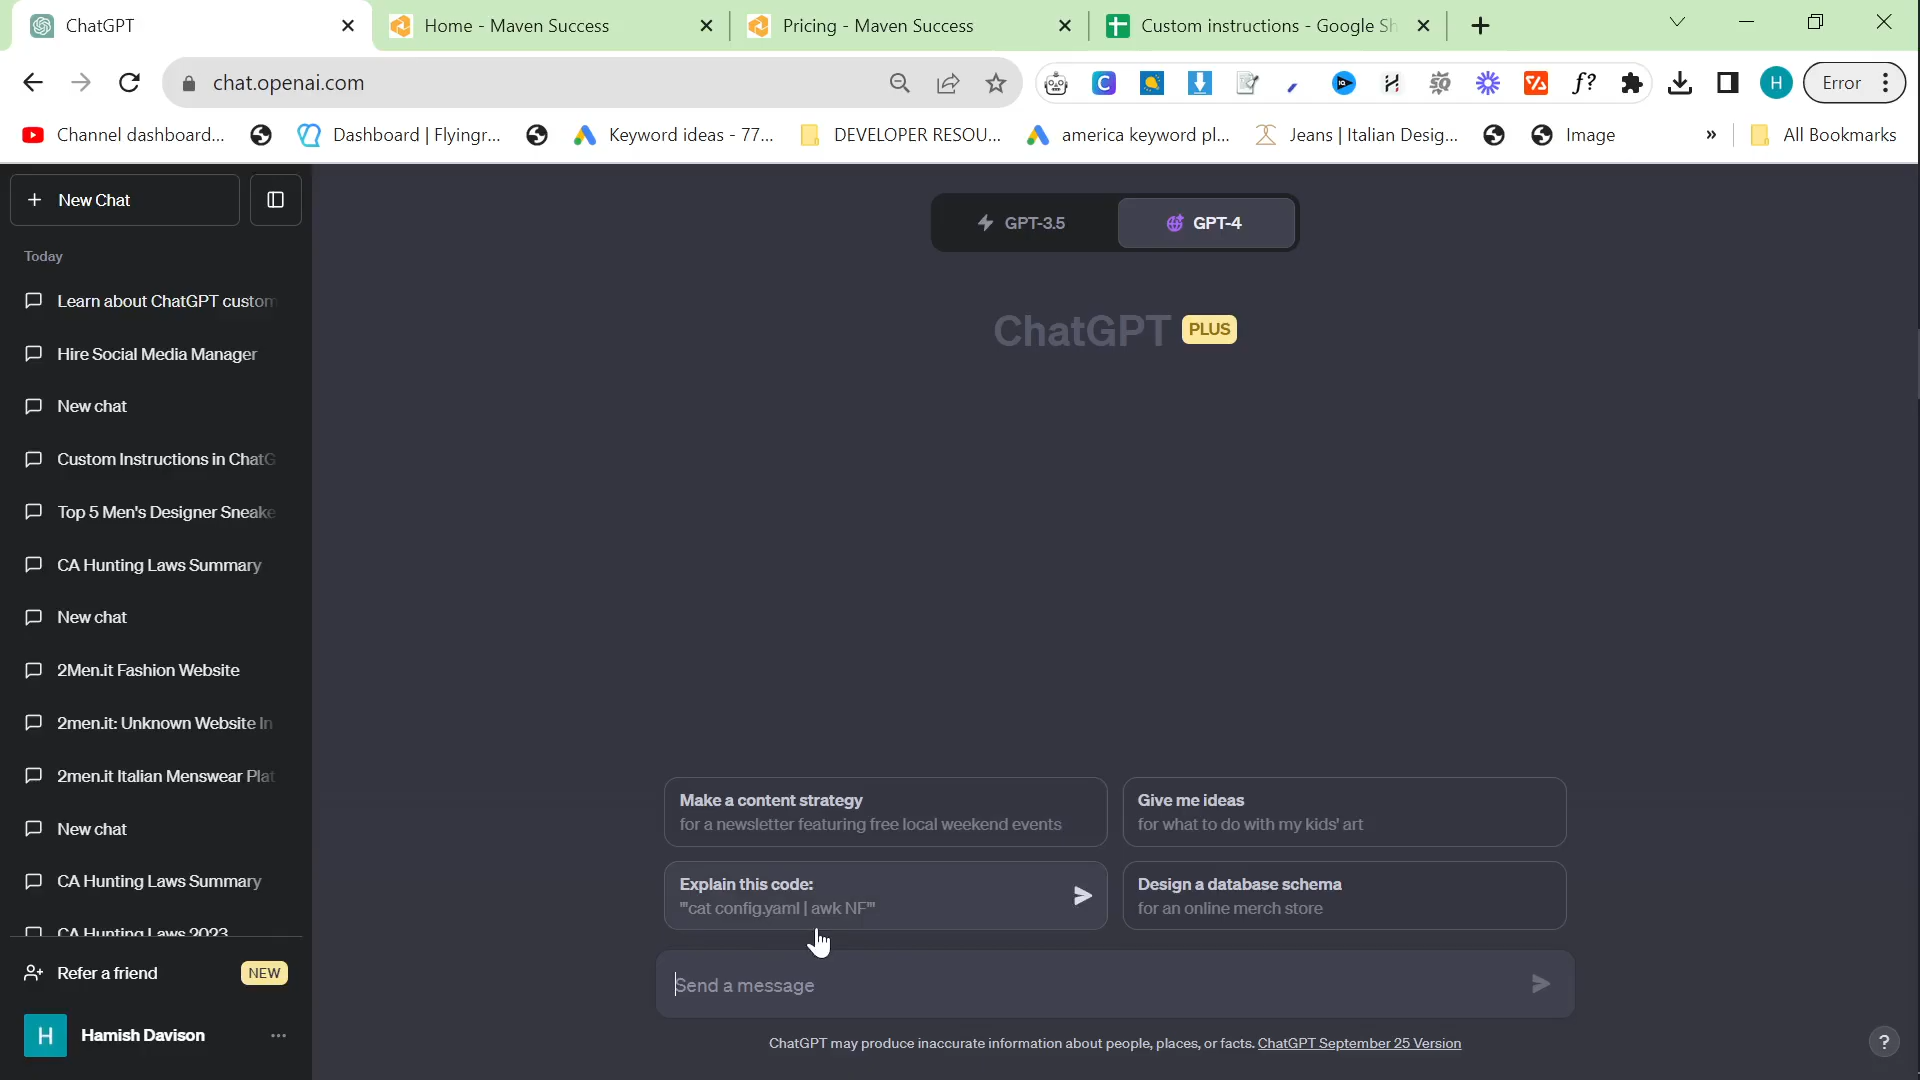 ChatGPT
Home - Maven Success
Pricing - Maven Success
Custom instructions - Google Sh
chat.openai.com
Error
Channel dashboard...
Dashboard | Flyingr...
Keyword ideas - 77...
DEVELOPER RESOU...
america keyword pl...
Jeans | Italian Desig...
Image
»
All Bookmarks
New Chat
Today
Learn about ChatGPT custom
Hire Social Media Manager
New chat
Custom Instructions in ChatG
Top 5 Men's Designer Sneake
CA Hunting Laws Summary
New chat
2Men.it Fashion Website
2men.it: Unknown Website In
2men.it Italian Menswear Plat
New chat
CA Hunting Laws Summary
CA Hunting Laws 2023
Refer a friend
NEW
H
Hamish Davison
GPT-3.5
GPT-4
ChatGPT PLUS
Make a content strategy
for a newsletter featuring free local weekend events
Give me ideas
for what to do with my kids' art
Explain this code:
"'cat config.yaml | awk NF'"
Design a database schema
for an online merch store
Send a message
ChatGPT may produce inaccurate information about people, places, or facts. ChatGPT September 25 Version
?